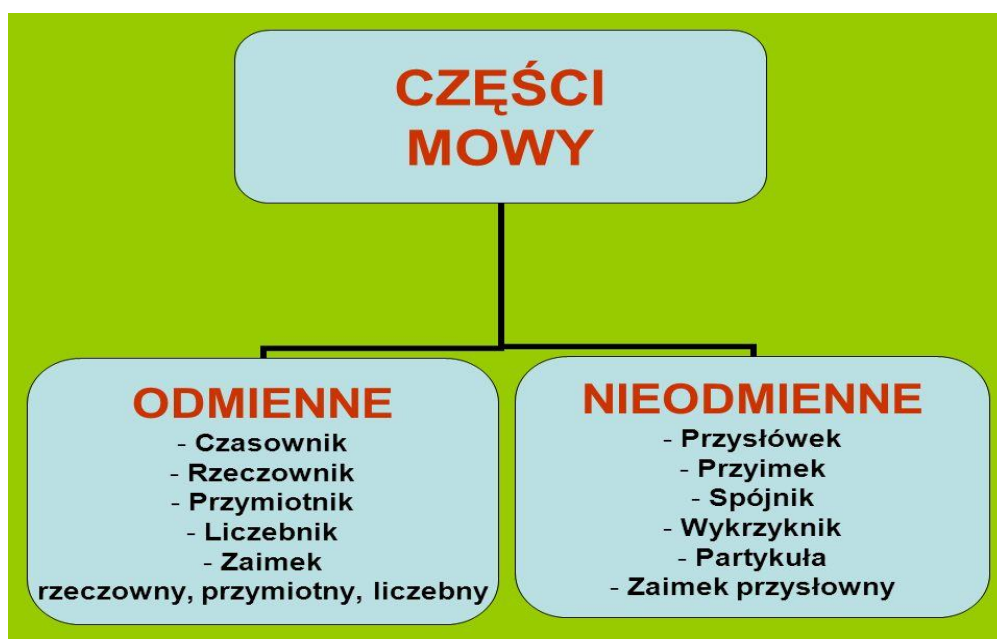 CZĘŚCI
MOWY
ODMIENNE
- Czasownik
- Rzeczownik
- Przymiotnik
- Liczebnik
- Zaimek
rzeczowny, przymiotny, liczebny
NIEODMIENNE
- Przysłówek
- Przyimek
- Spójnik
- Wykrzyknik
- Partykuła
- Zaimek przysłowny